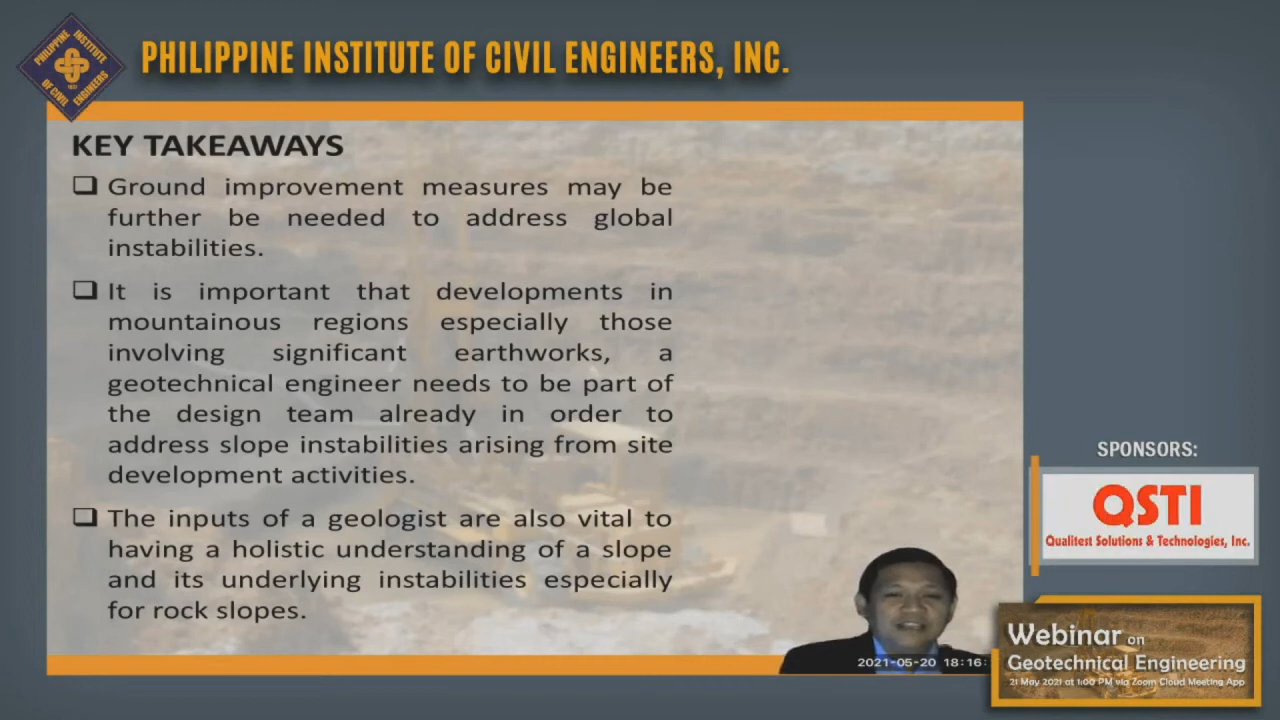 PHILIPPINE INSTITUTE OF CIVIL ENGINEERS, INC.
PHILIPPINE INSTITUTE
OF CIVIL ENGINEERS
KEY TAKEAWAYS
❑ Ground improvement measures may be
further be needed to address global
instabilities.
❑ It is important that developments in
mountainous regions especially those
involving significant earthworks, a
geotechnical engineer needs to be part of
the design team already in order to
address slope instabilities arising from site
development activities.
❑ The inputs of a geologist are also vital to
having a holistic understanding of a slope
and its underlying instabilities especially
for rock slopes.
2021-05-20 18:16:
SPONSORS:
QSTI
Qualitest Solutions & Technologies, Inc.
Webinar on
Geotechnical Engineering
21 May 2021 at 1:00 PM via Zoom Cloud Meeting App